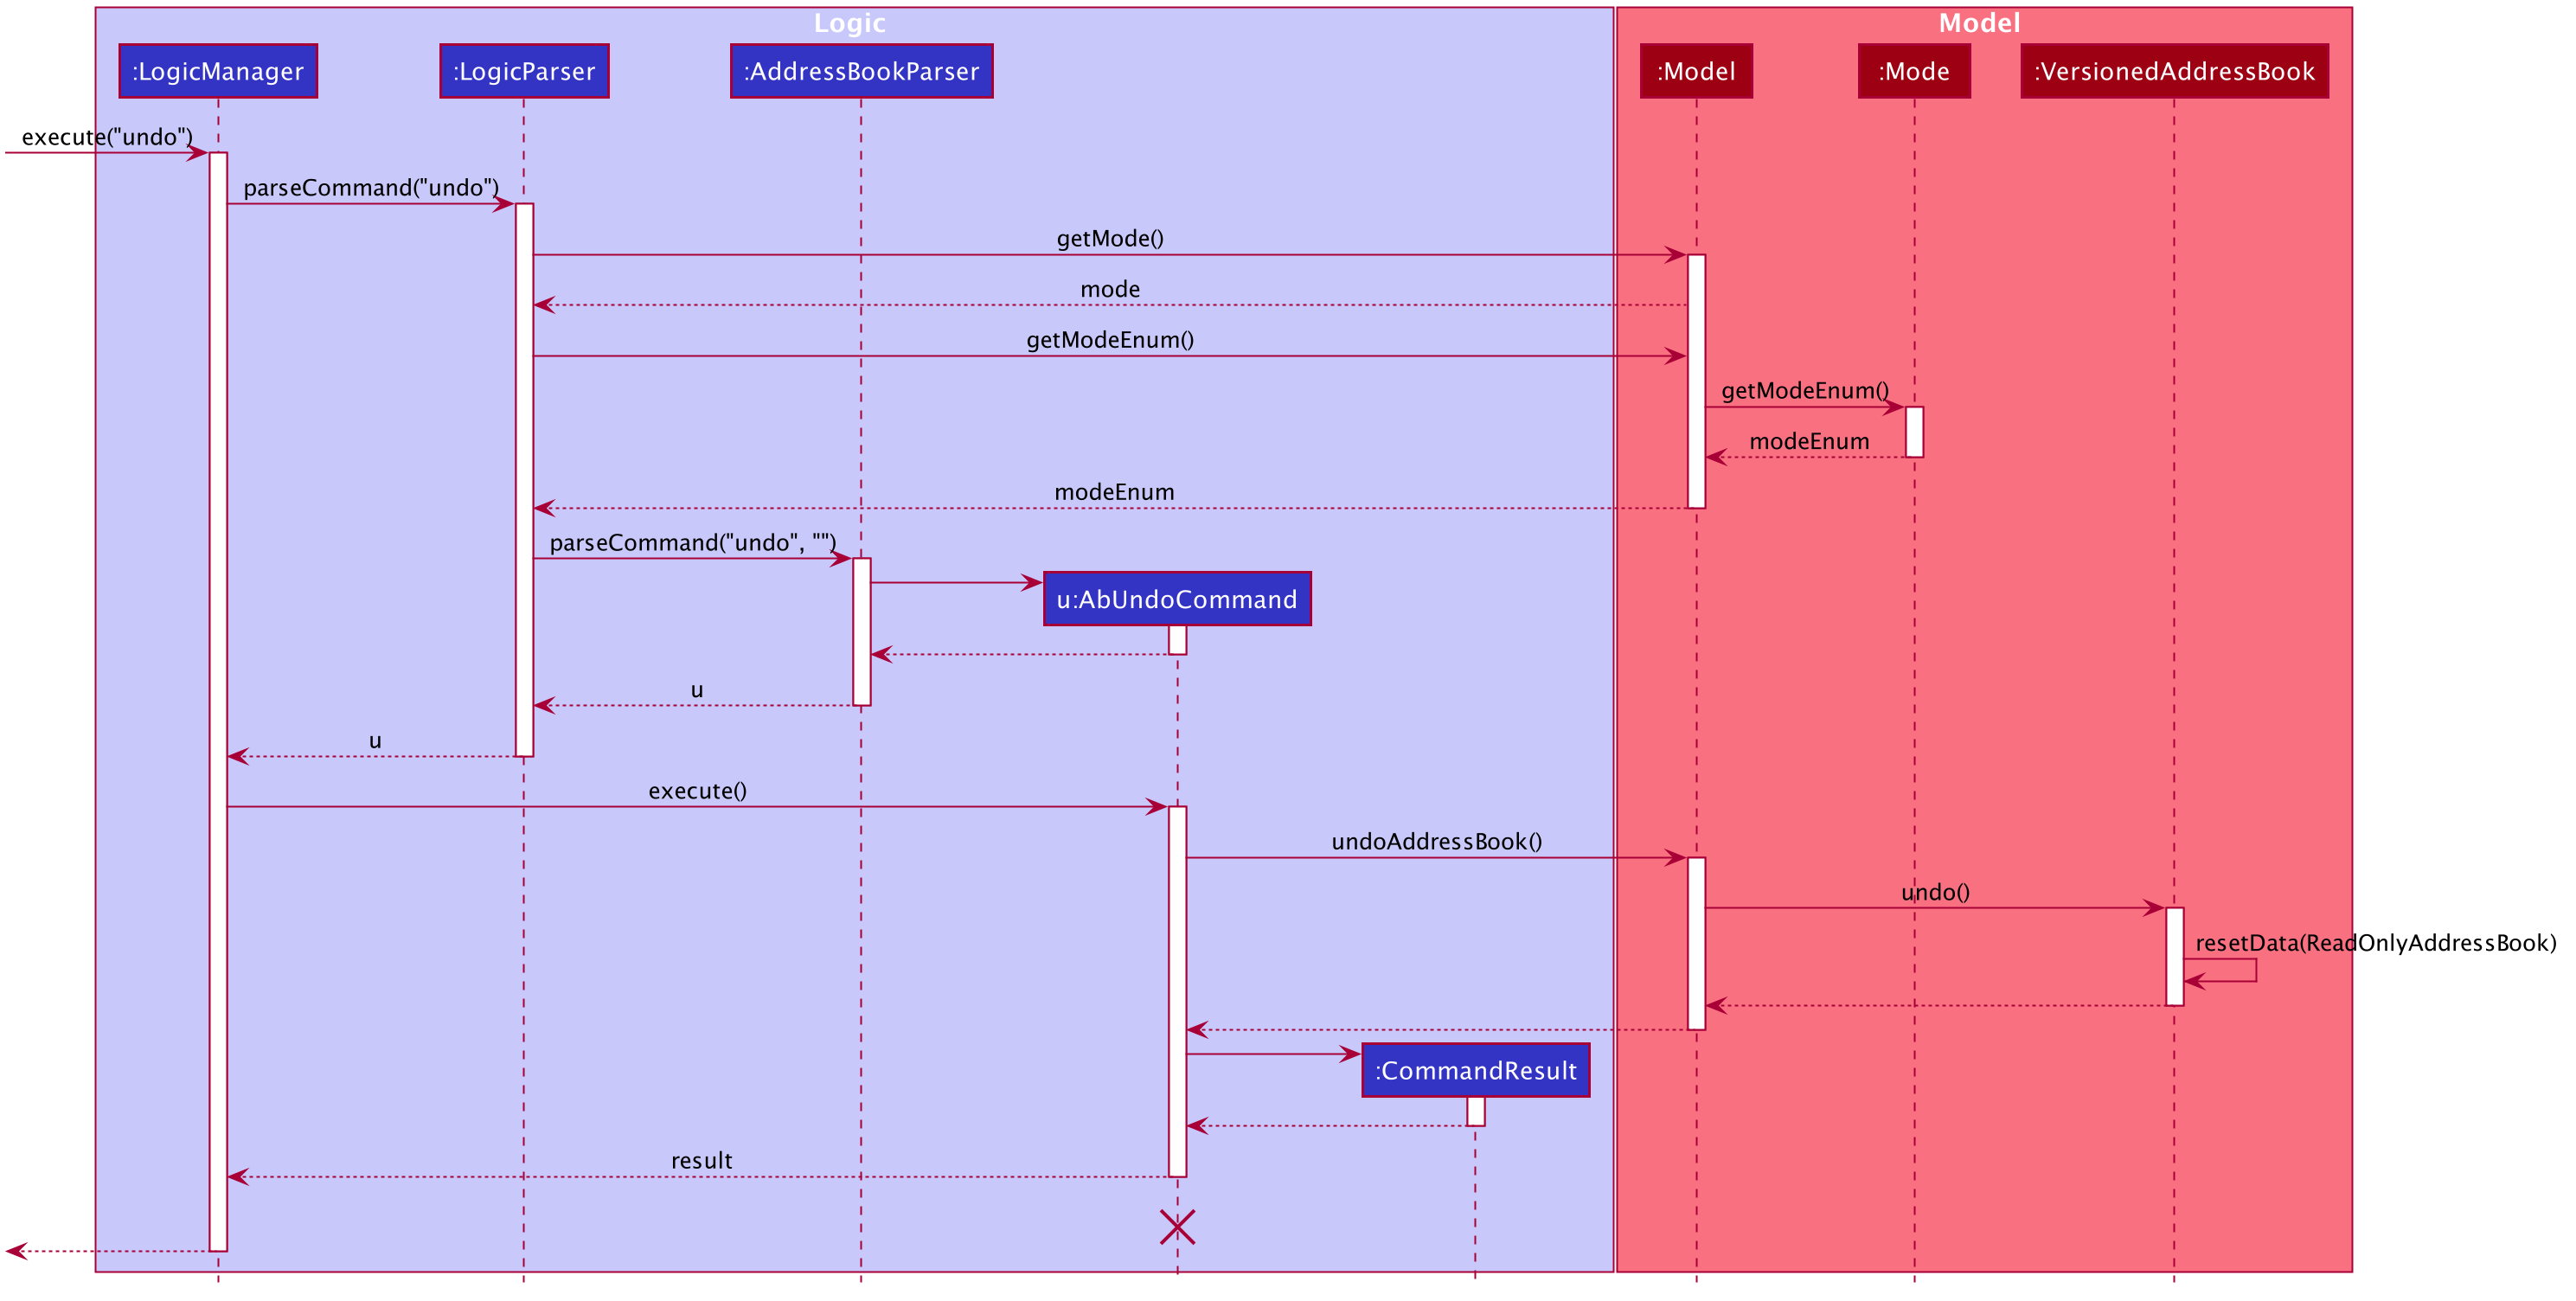 Logic
Model
:LogicManager
:LogicParser
:AddressBookParser
:Model
:Mode
:VersionedAddressBook
execute("undo")
parseCommand("undo")
getMode()
mode
getModeEnum()
getModeEnum()
modeEnum
modeEnum
parseCommand("undo", "")
u:AbUndoCommand
u
u
execute()
undoAddressBook()
undo()
resetData(ReadOnlyAddressBook)
:CommandResult
result